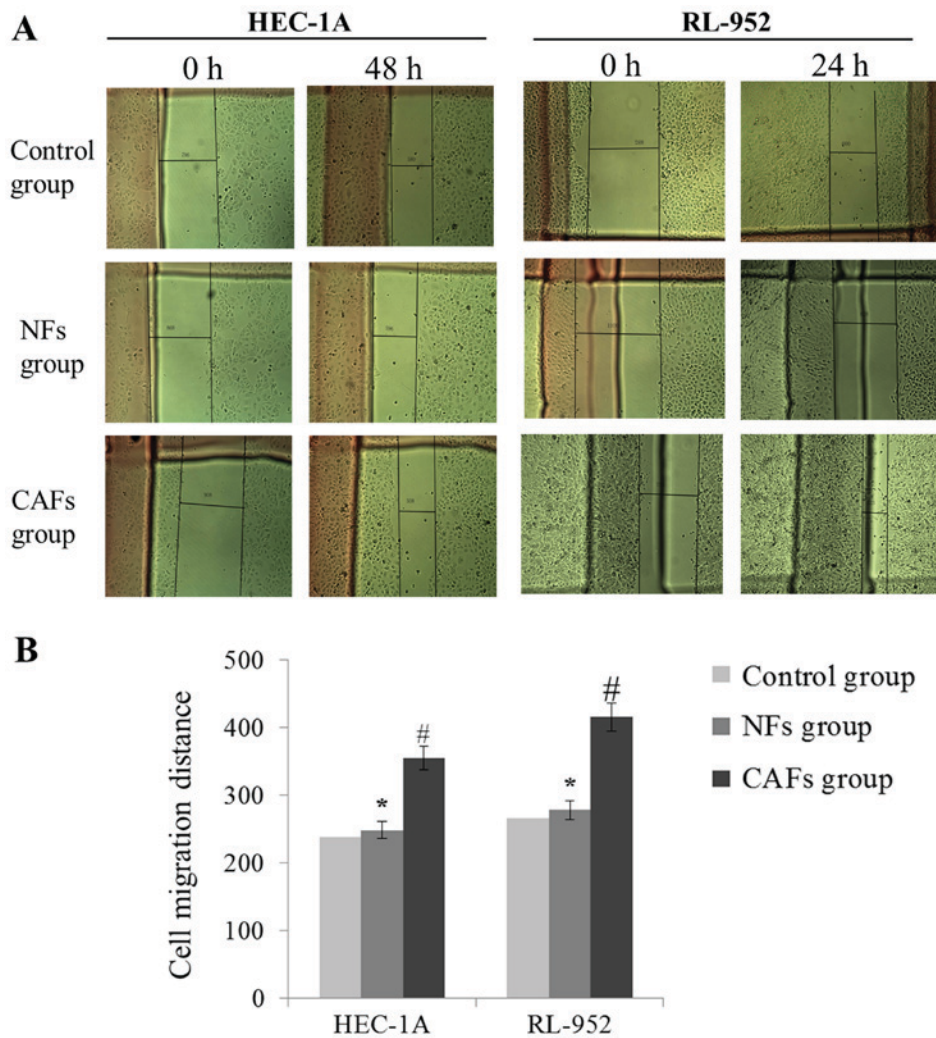 A
HEC-1A
RL-952
0 h
48 h
0 h
24 h
Control
group
NFs
group
CAFs
group
B
500
400
300
200
100
0
Cell migration distance
#
*
#
*
HEC-1A
RL-952
Control group
NFs group
CAFs group